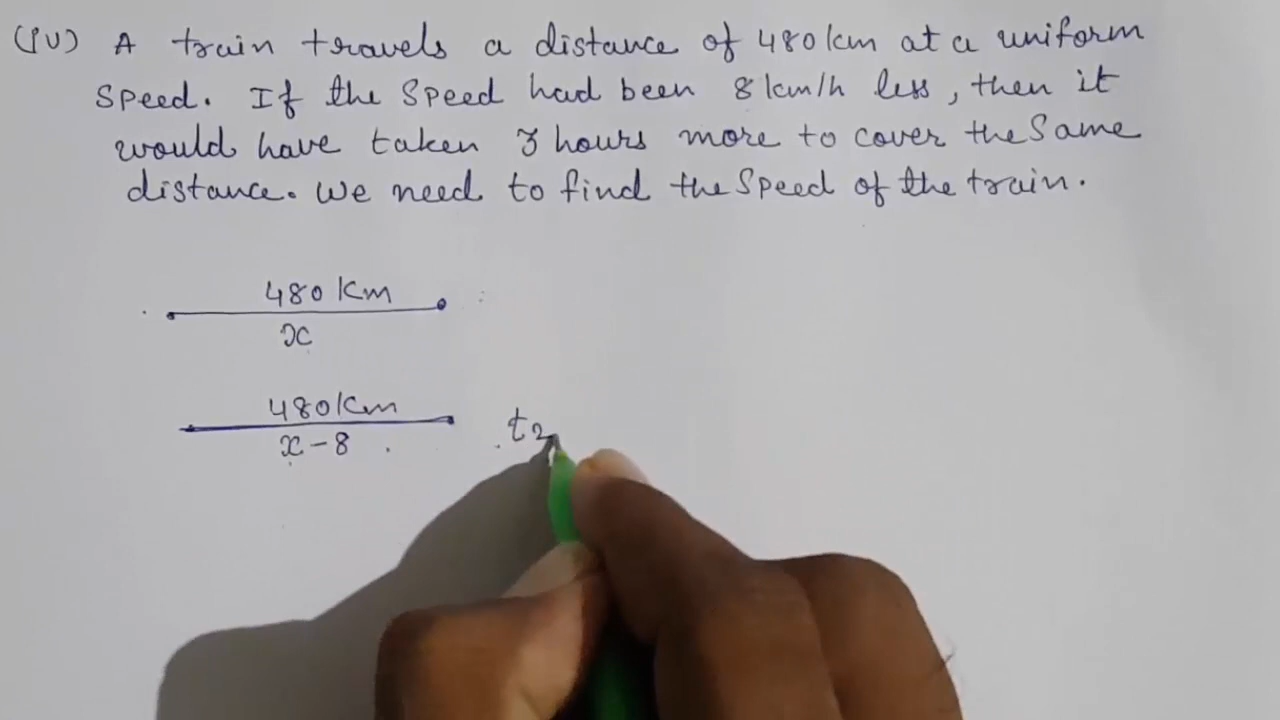 (iv) A train travels a distance of 480 km at a uniform
speed. If the speed had been 8 km/h less, then it
would have taken 3 hours more to cover the same
distance. We need to find the speed of the train.
480 km
x
480 km
x - 8
t2